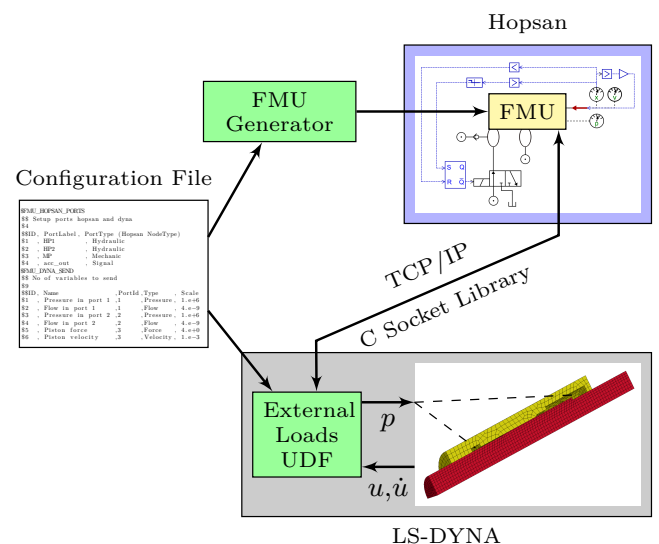 Hopsan
FMU
Generator
FMU
S Q
R Q̄
Configuration File
$FMU_HOPSAN_PORTS
$$ Setup ports hopsan and dyna
$4
$$ID, PortLabel, PortType (Hopsan NodeType)
$1 , HP1 , Hydraulic
$2 , HP2 , Hydraulic
$3 , MP , Mechanic
$4 , acc_out , Signal
$FMU_DYNA_SEND
$$ No of variables to send
$9
$$ID, Name ,PortId,Type , Scale
$1 , Pressure in port 1 ,1 ,Pressure, 1.e+6
$2 , Flow in port 1 ,1 ,Flow , 4.e-9
$3 , Pressure in port 2 ,2 ,Pressure, 1.e+6
$4 , Flow in port 2 ,2 ,Flow , 4.e-9
$5 , Piston force ,3 ,Force , 4.e+0
$6 , Piston velocity ,3 ,Velocity, 1.e-3
TCP/IP
C Socket Library
External
Loads
UDF
p
u,u̇
LS-DYNA